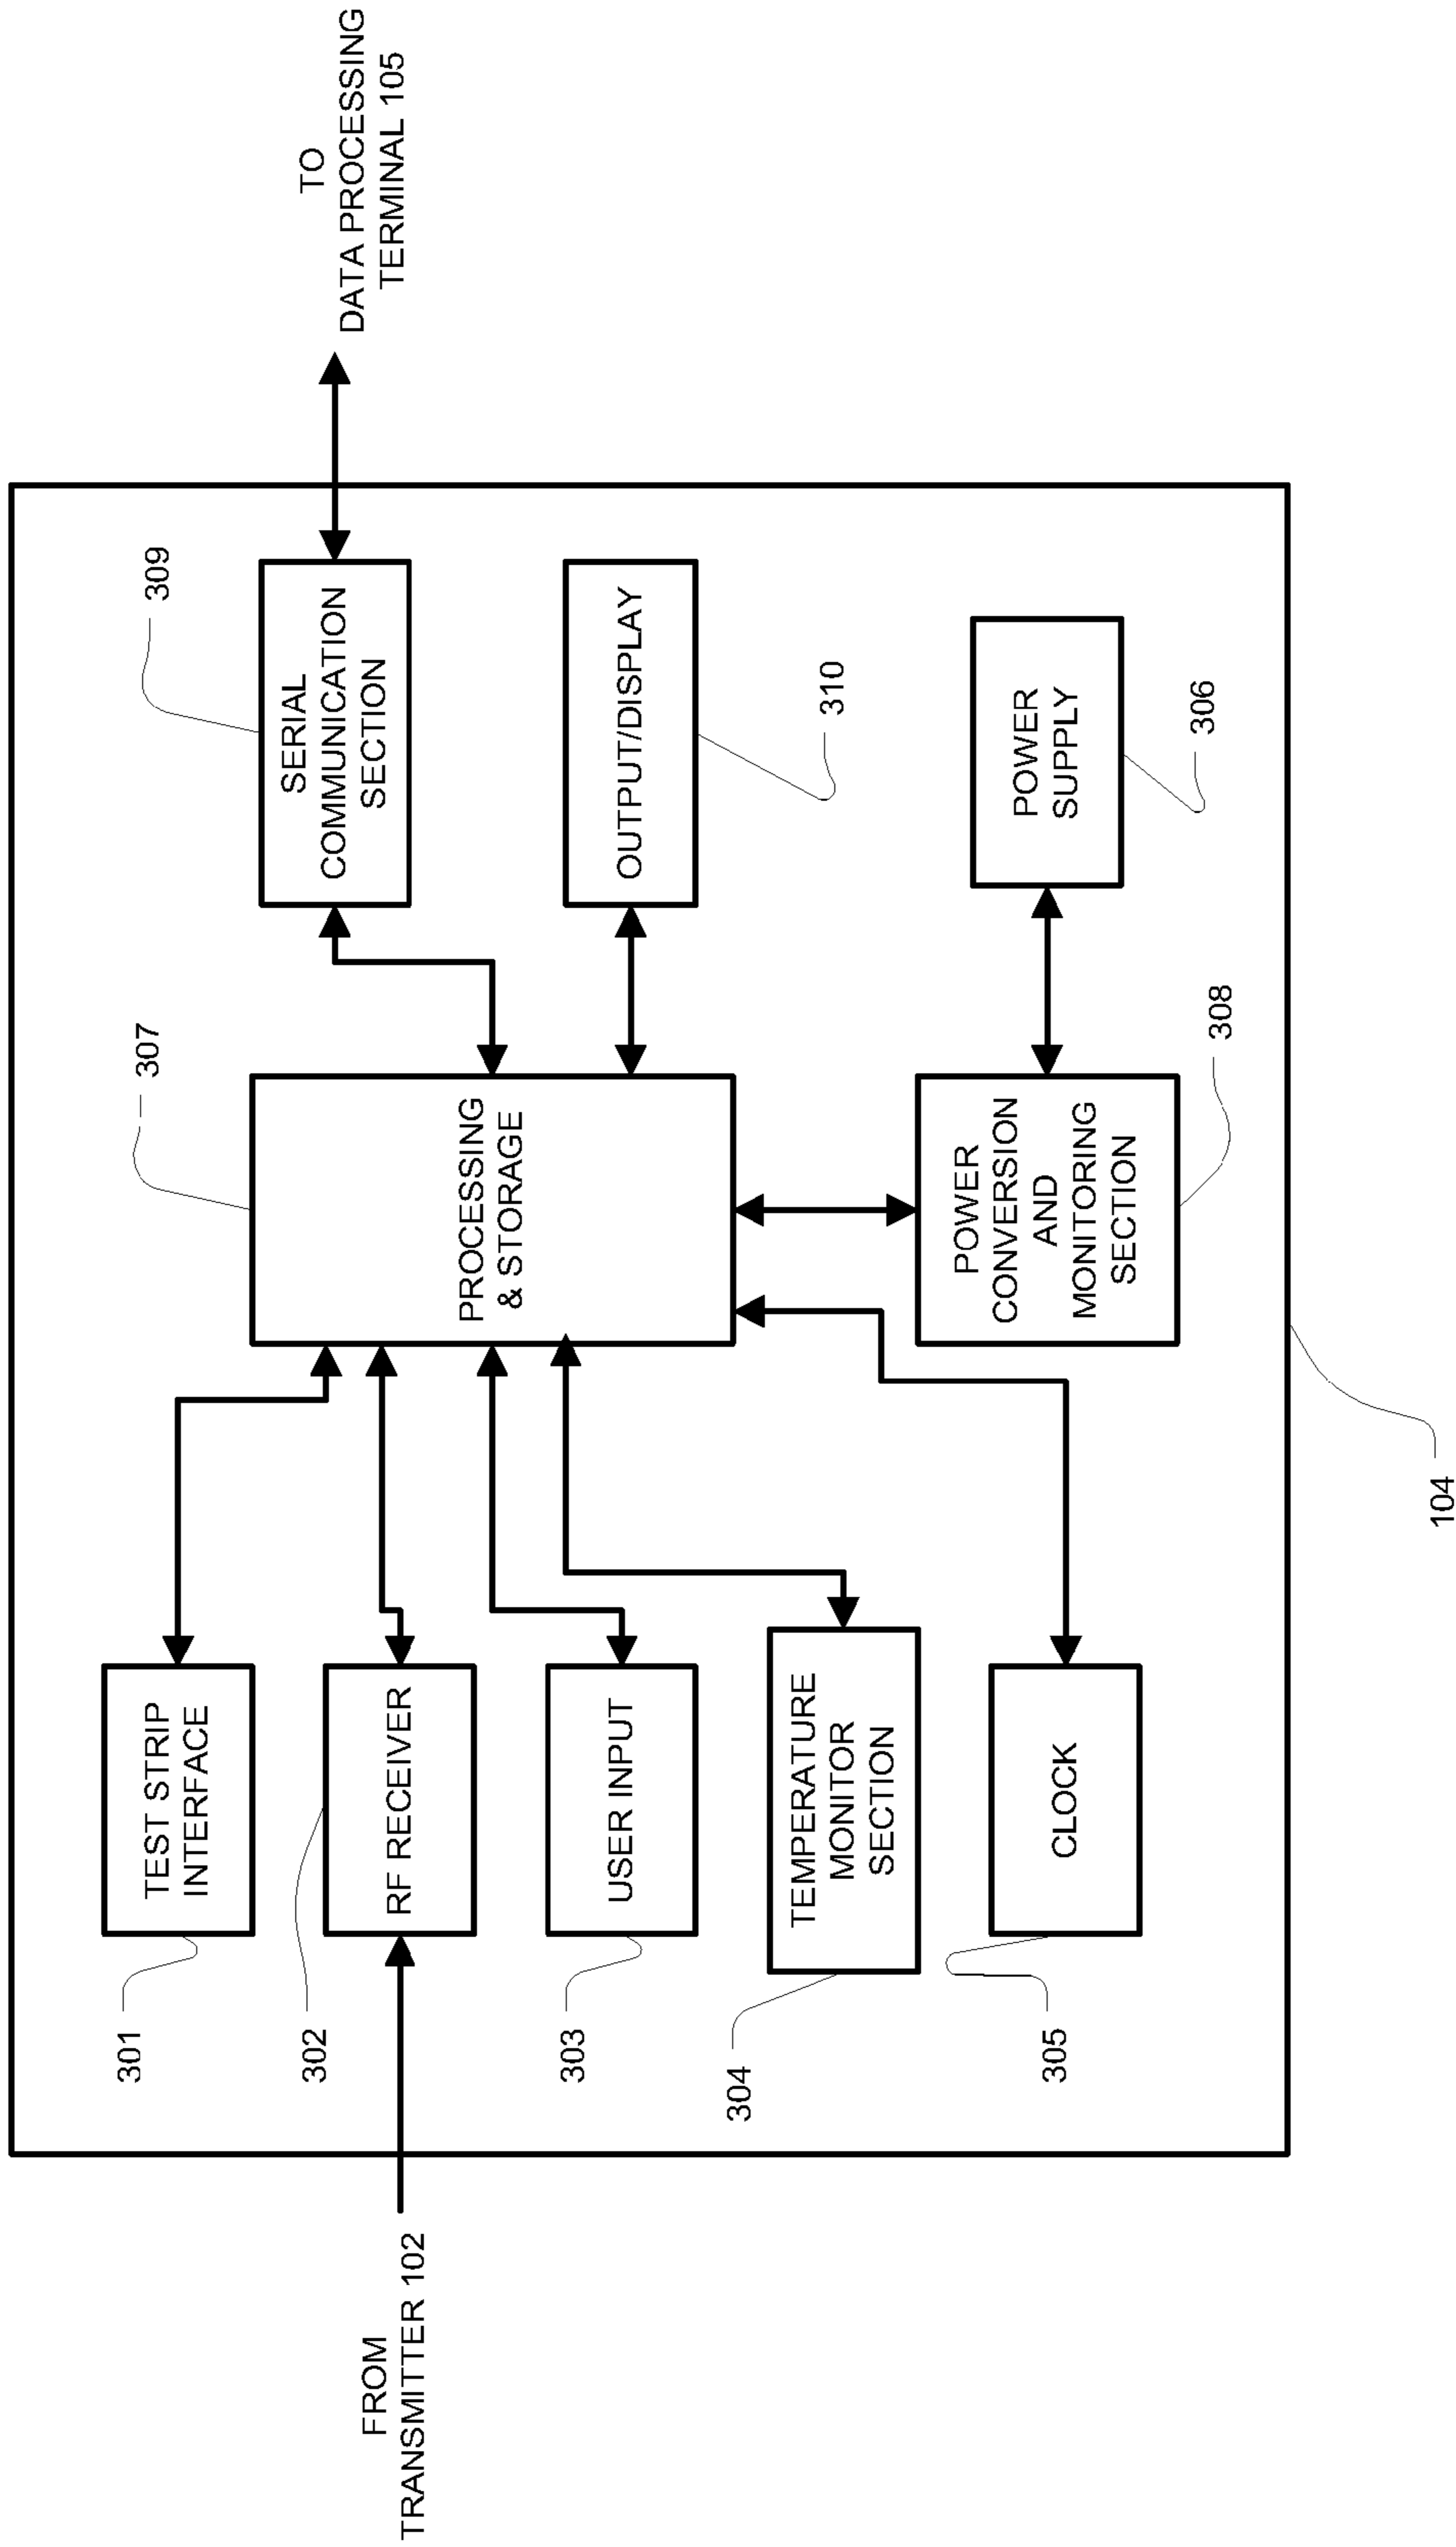 FROM
TRANSMITTER 102
301
TEST STRIP
INTERFACE
302
RF RECEIVER
303
USER INPUT
304
TEMPERATURE
MONITOR
SECTION
305
CLOCK
307
PROCESSING
& STORAGE
POWER
CONVERSION
AND
MONITORING
SECTION
308
309
SERIAL
COMMUNICATION
SECTION
OUTPUT/DISPLAY
310
POWER
SUPPLY
306
TO
DATA PROCESSING
TERMINAL 105
104